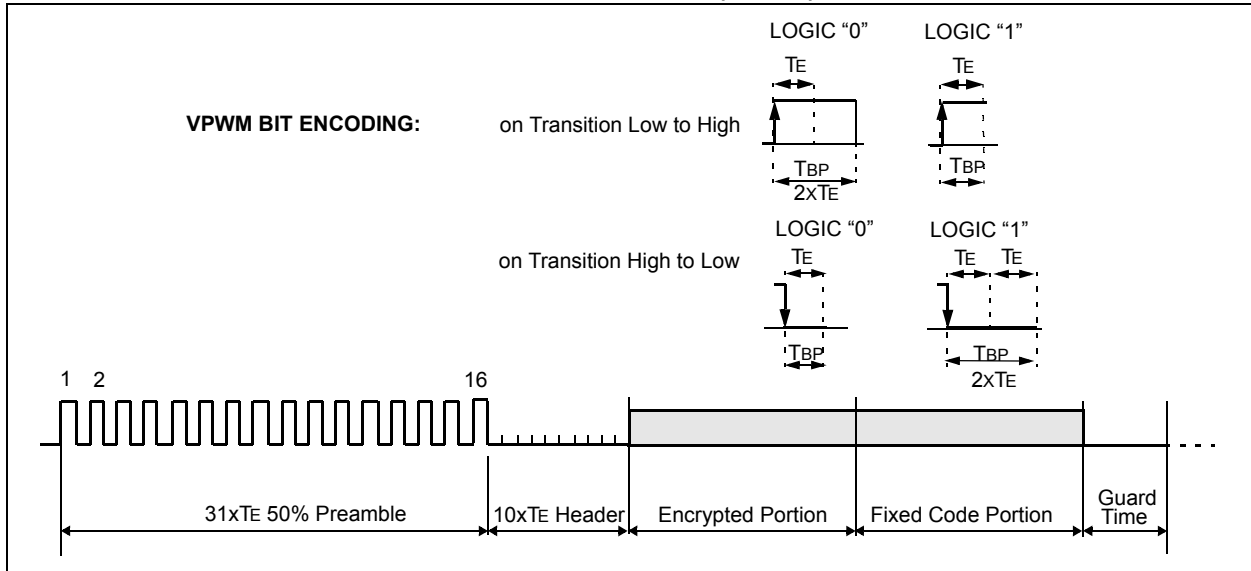 LOGIC “0” LOGIC “1”
TE TE
VPWM BIT ENCODING: on Transition Low to High
TBP TBP
2XTE
LOGIC “0” LOGIC “1”
on Transition High to Low TE TE TE
TBP TBP
2XTE
1 2 16
31xTE 50% Preamble 10xTE Header Encrypted Portion Fixed Code Portion Guard
Time